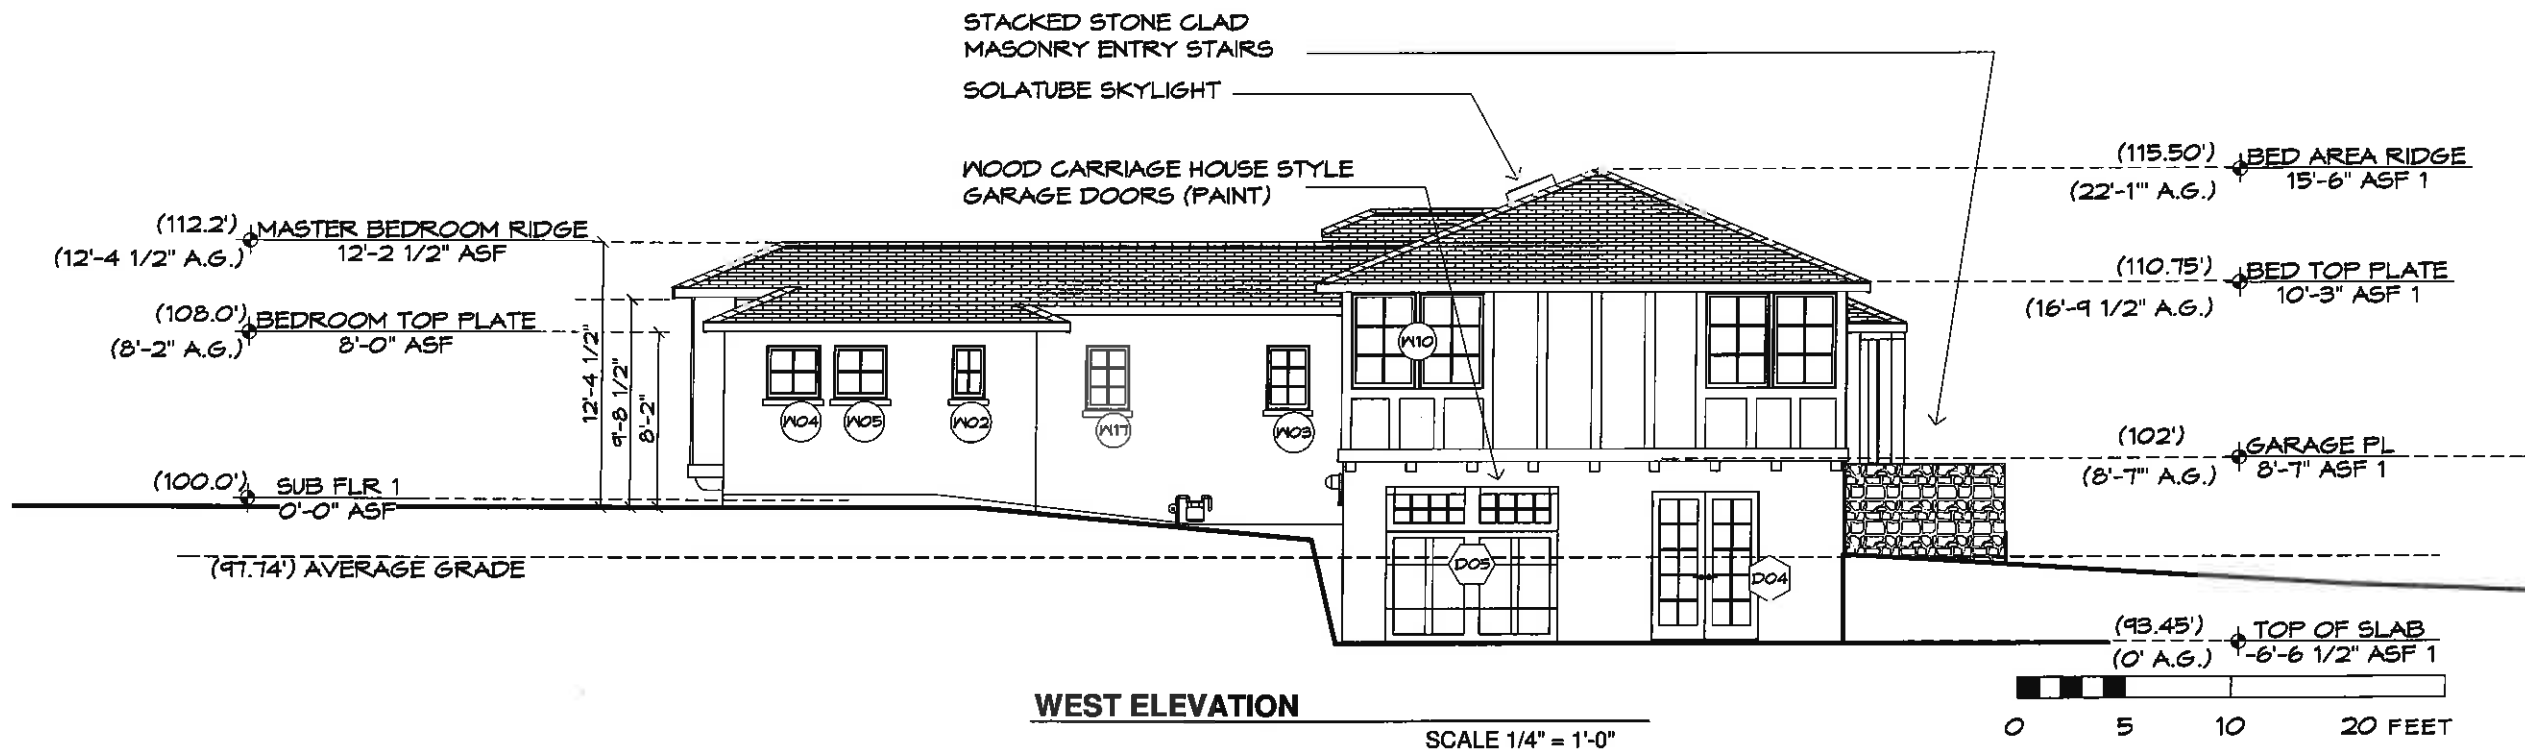 STACKED STONE CLAD
MASONRY ENTRY STAIRS
SOLATUBE SKYLIGHT
WOOD CARRIAGE HOUSE STYLE
GARAGE DOORS (PAINT)
(112.2') MASTER BEDROOM RIDGE
(12'-4 1/2" A.G.) 12'-2 1/2" ASF
(108.0') BEDROOM TOP PLATE
(8'-2" A.G.) 8'-0" ASF
(100.0') SUB FLR 1
0'-0" ASF
(97.74') AVERAGE GRADE
12'-4 1/2"
9'-8 1/2"
8'-2"
W04
W05
W02
W17
W03
W10
D05
D04
(115.50') BED AREA RIDGE
(22'-1'" A.G.) 15'-6" ASF 1
(110.75') BED TOP PLATE
(16'-9 1/2" A.G.) 10'-3" ASF 1
(102') GARAGE PL
(8'-7'" A.G.) 8'-7" ASF 1
(93.45') TOP OF SLAB
(0' A.G.) -6'-6 1/2" ASF 1
0 5 10 20 FEET
WEST ELEVATION
SCALE 1/4" = 1'-0"